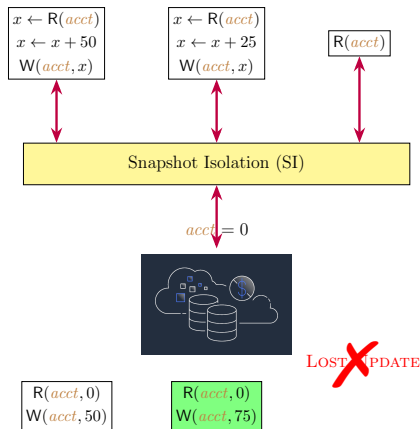 x ← R(acct)
x ← x + 50
W(acct, x)
x ← R(acct)
x ← x + 25
W(acct, x)
R(acct)
Snapshot Isolation (SI)
acct = 0
$
LOST UPDATE
R(acct, 0)
W(acct, 50)
R(acct, 0)
W(acct, 75)